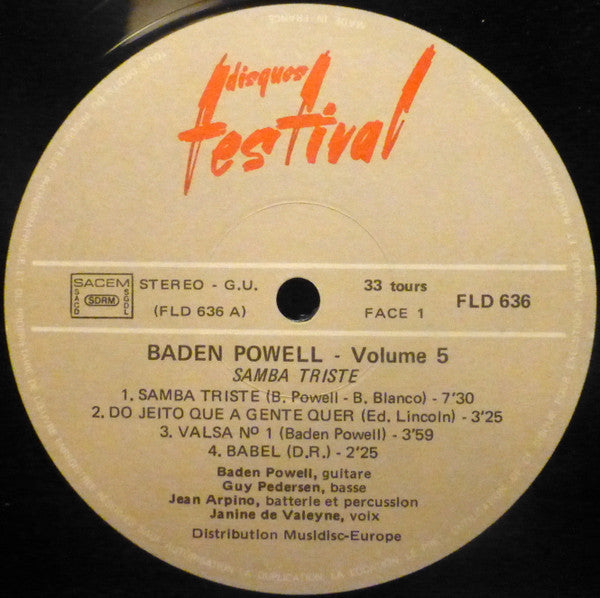 MADE IN FRANCE
disques
festival
SACEM
SACD
SDRM
SGDL
STEREO - G.U.
(FLD 636 A)
33 tours
FACE 1
FLD 636
BADEN POWELL - Volume 5
SAMBA TRISTE
1. SAMBA TRISTE (B. Powell - B. Blanco) - 7'30
2. DO JEITO QUE A GENTE QUER (Ed. Lincoln) - 3'25
3. VALSA Nº 1 (Baden Powell) - 3'59
4. BABEL (D.R.) - 2'25
Baden Powell, guitare
Guy Pedersen, basse
Jean Arpino, batterie et percussion
Janine de Valeyne, voix
Distribution Musidisc-Europe